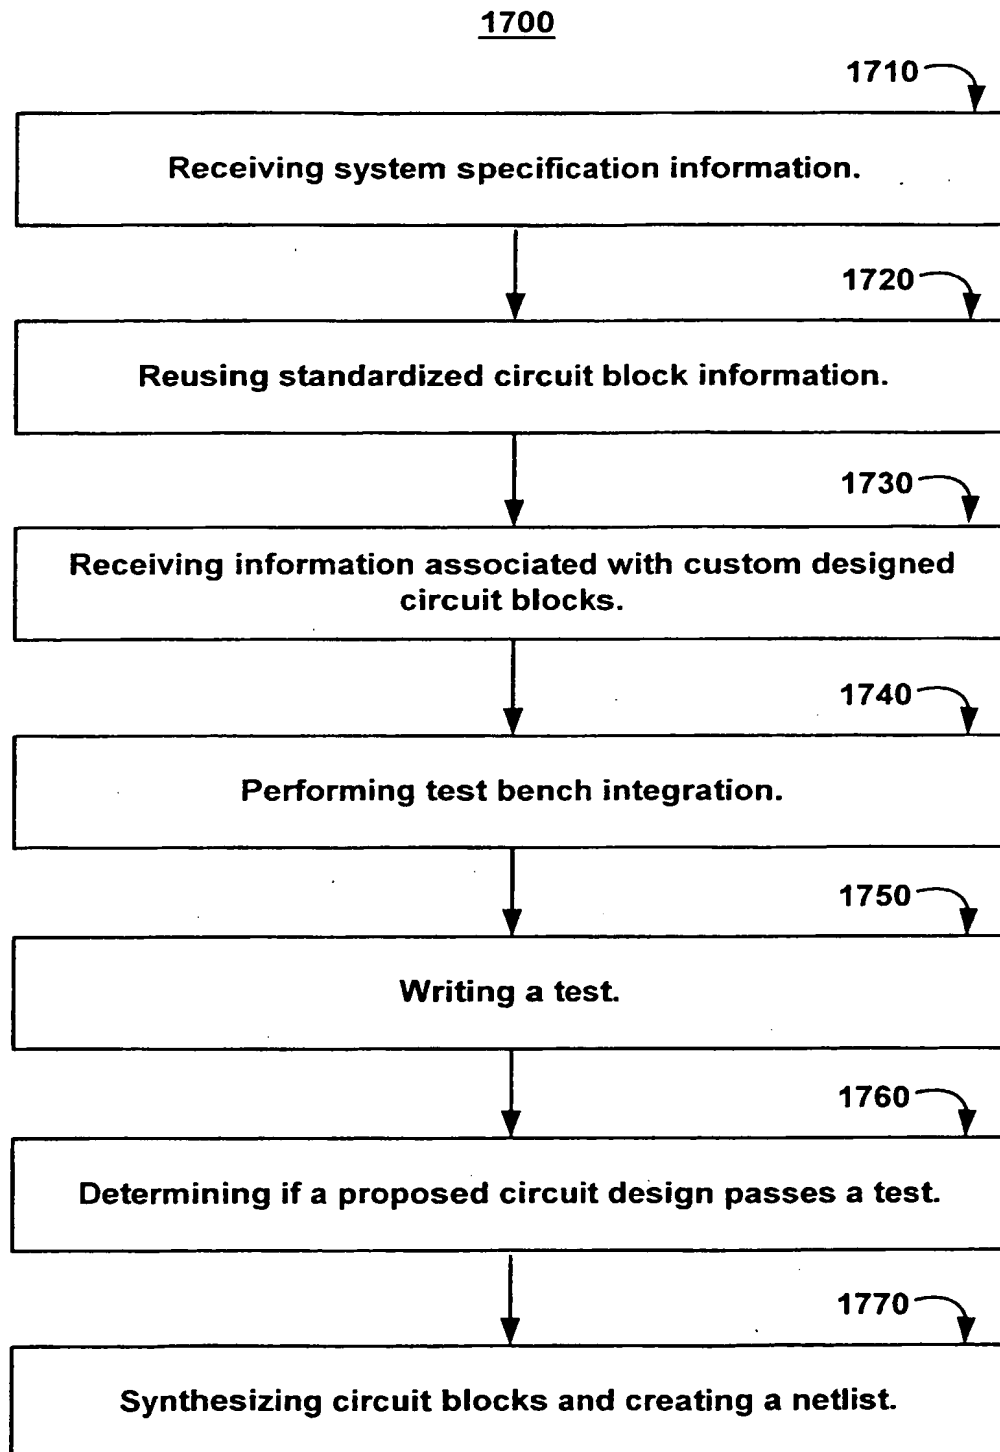 1700
1710
Receiving system specification information.
1720
Reusing standardized circuit block information.
1730
Receiving information associated with custom designed
circuit blocks.
1740
Performing test bench integration.
1750
Writing a test.
1760
Determining if a proposed circuit design passes a test.
1770
Synthesizing circuit blocks and creating a netlist.